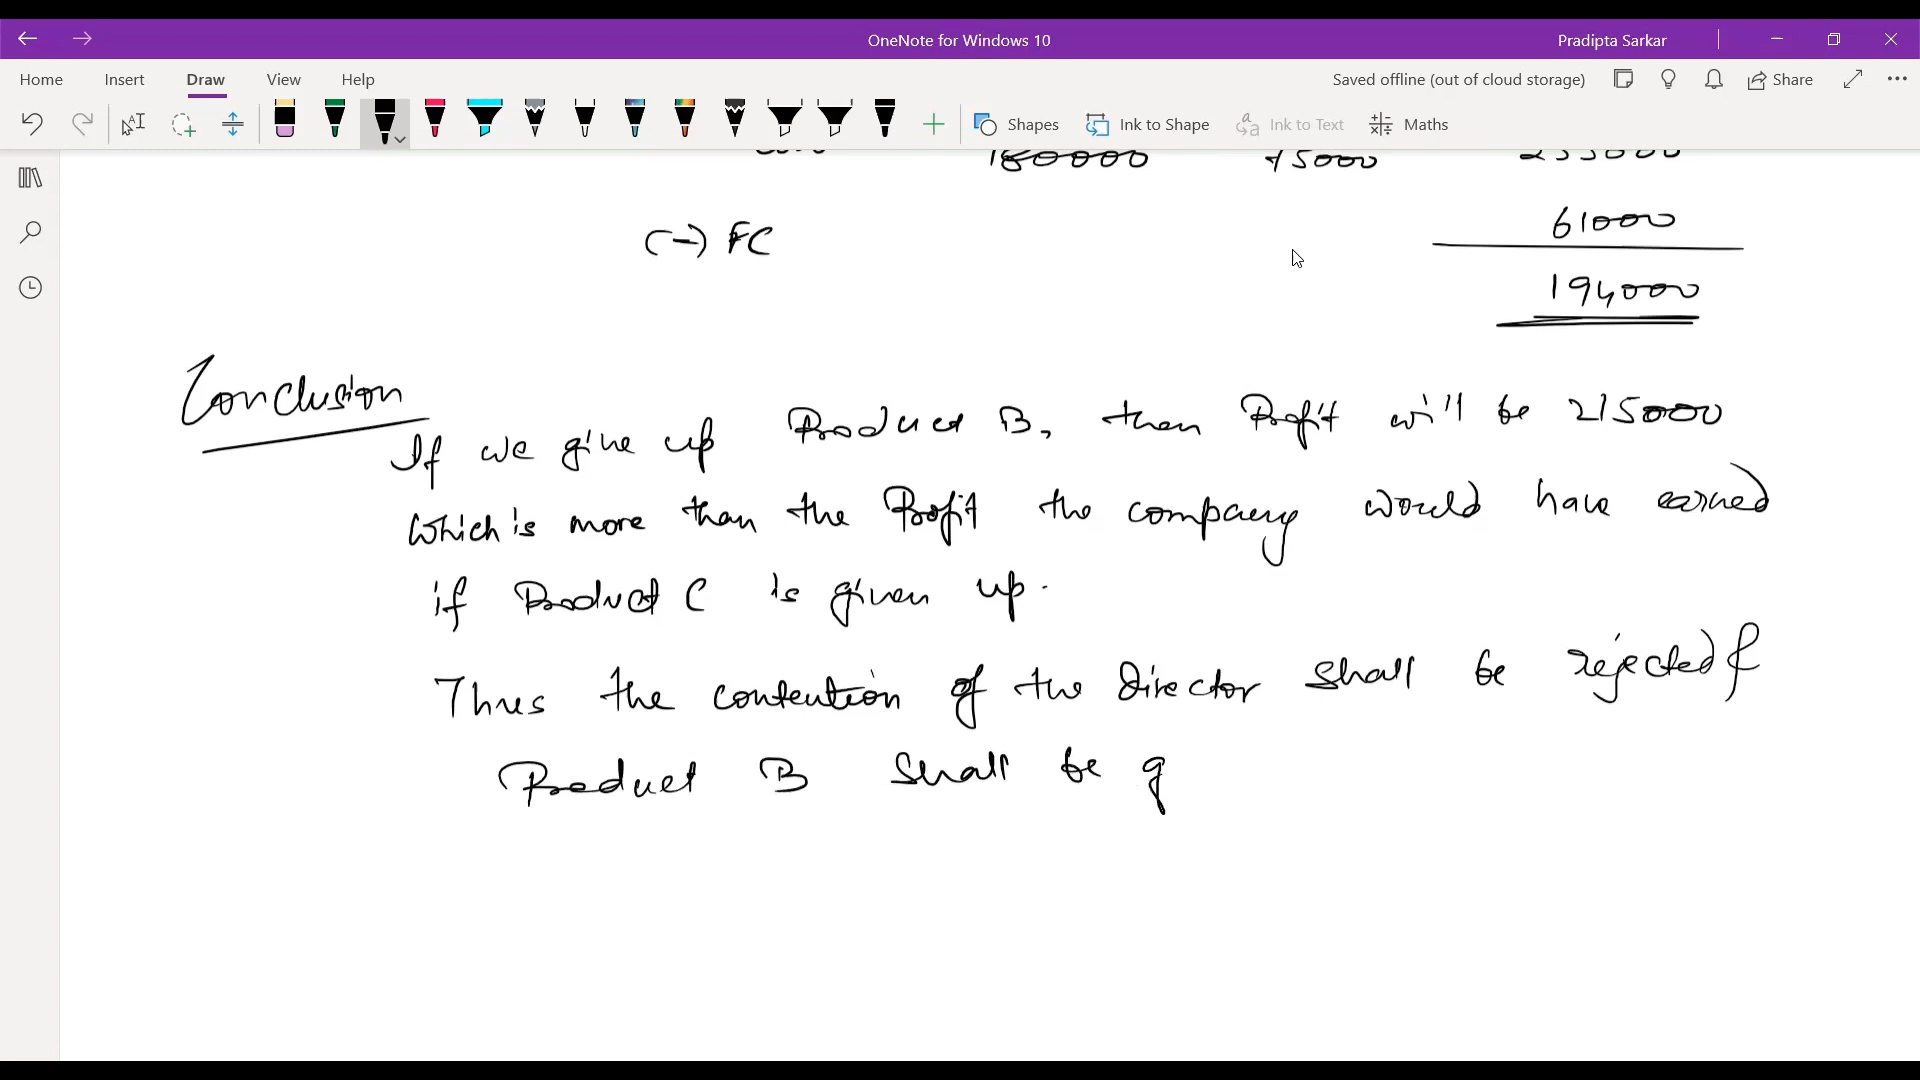 OneNote for Windows 10
Pradipta Sarkar
Home Insert Draw View Help
Saved offline (out of cloud storage)
Share
Shapes
Ink to Shape
Ink to Text
Maths
180000 75000 255000
(-) FC
61000
194000
Conclusion
If we give up Product B, then Profit will be 215000
Which is more than the Profit the company would have earned
if Product C is given up.
Thus the contention of the Director shall be rejected &
Product B shall be g